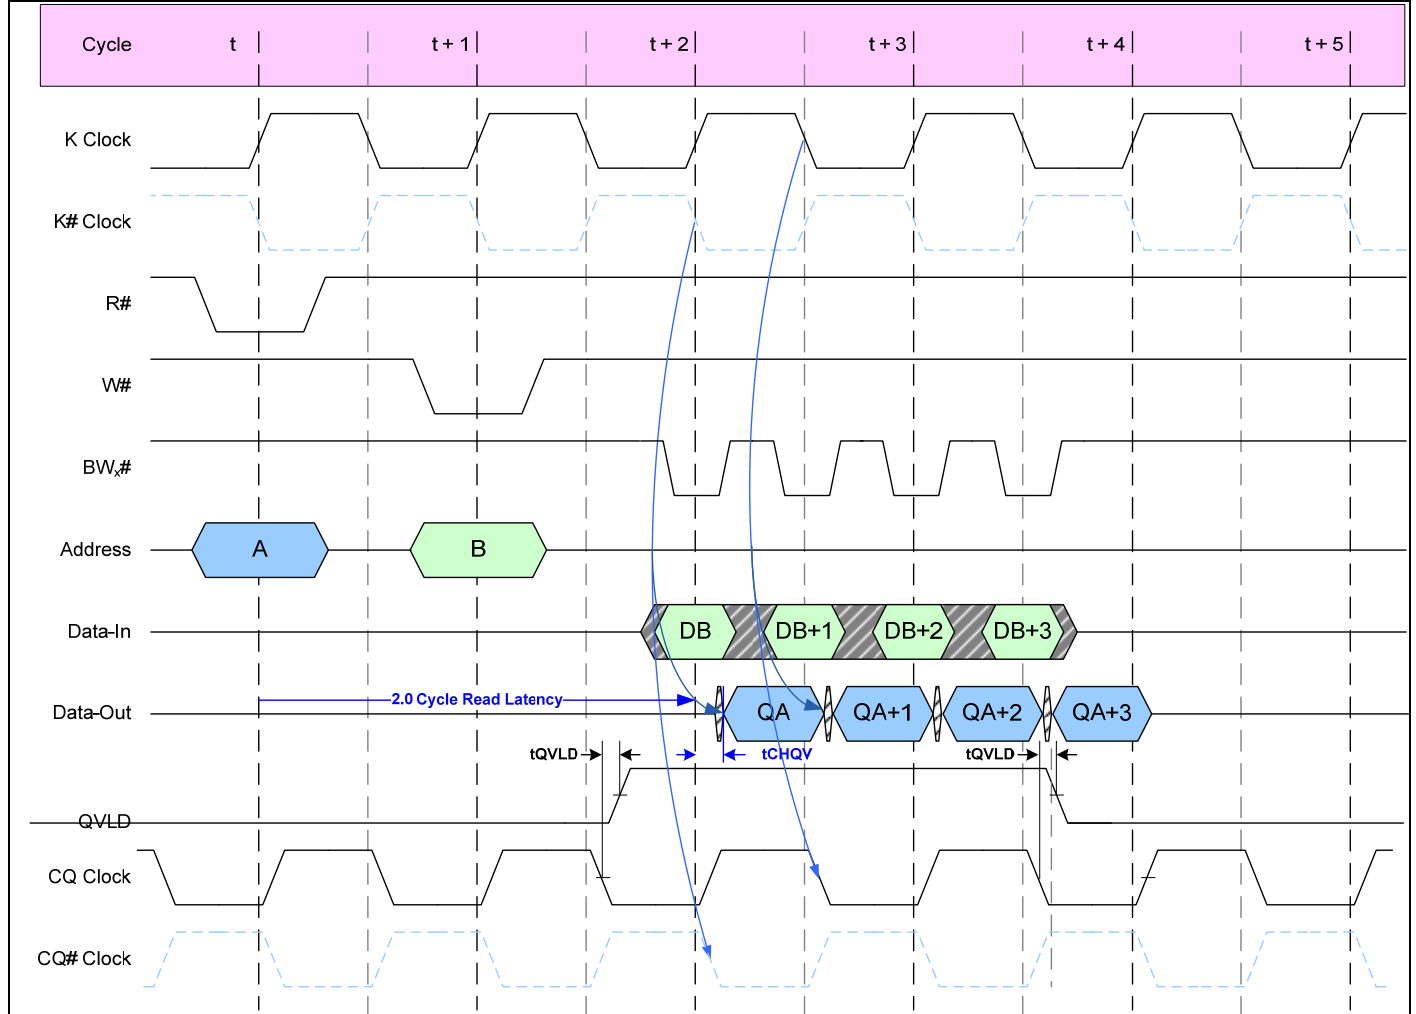 Cycle t t + 1 t + 2 t + 3 t + 4 t + 5
K Clock
K# Clock
R#
W#
BWx#
Address A B
Data-In DB DB+1 DB+2 DB+3
2.0 Cycle Read Latency
Data-Out QA QA+1 QA+2 QA+3
tQVLD tCHQV tQVLD
QVLD
CQ Clock
CQ# Clock